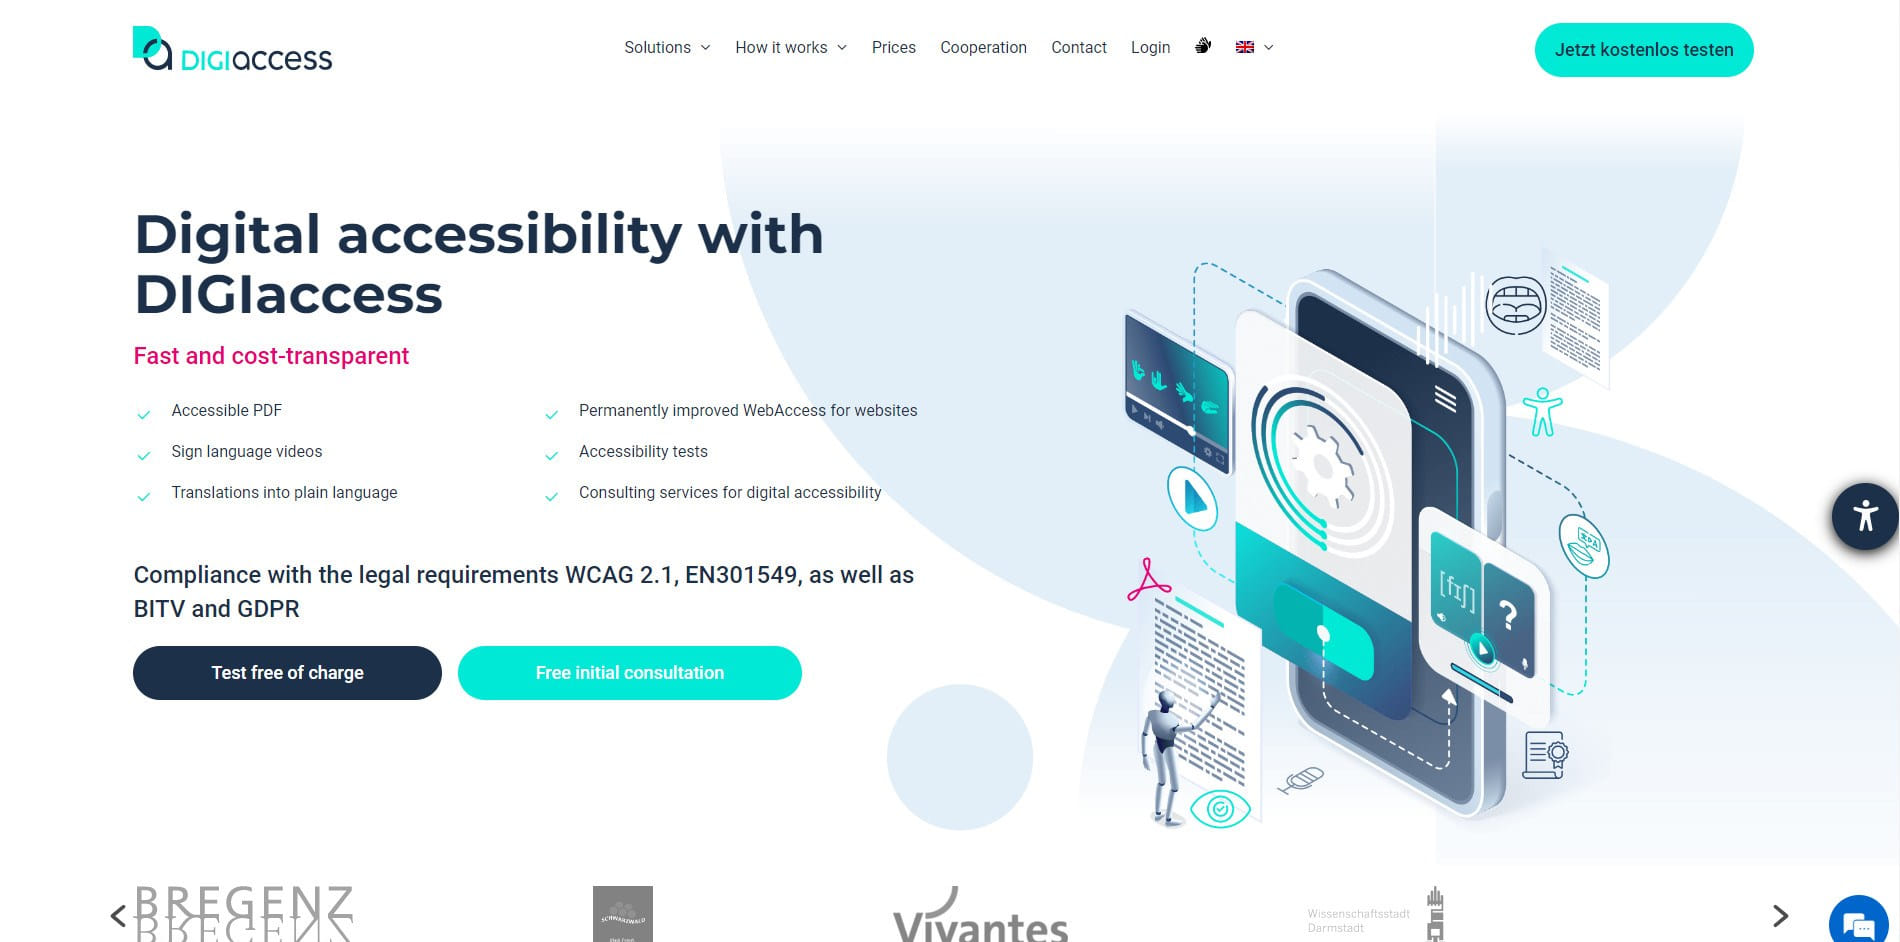 DIGIaccess
Solutions
How it works
Prices
Cooperation
Contact
Login
Jetzt kostenlos testen
Digital accessibility with
DIGIaccess
Fast and cost-transparent
Accessible PDF
Permanently improved WebAccess for websites
Sign language videos
Accessibility tests
Translations into plain language
Consulting services for digital accessibility
Compliance with the legal requirements WCAG 2.1, EN301549, as well as
BITV and GDPR
Test free of charge
Free initial consultation
[fɪʃ]
?
BREGENZ
SCHWARZWALD
Vivantes
Wissenschaftsstadt
Darmstadt